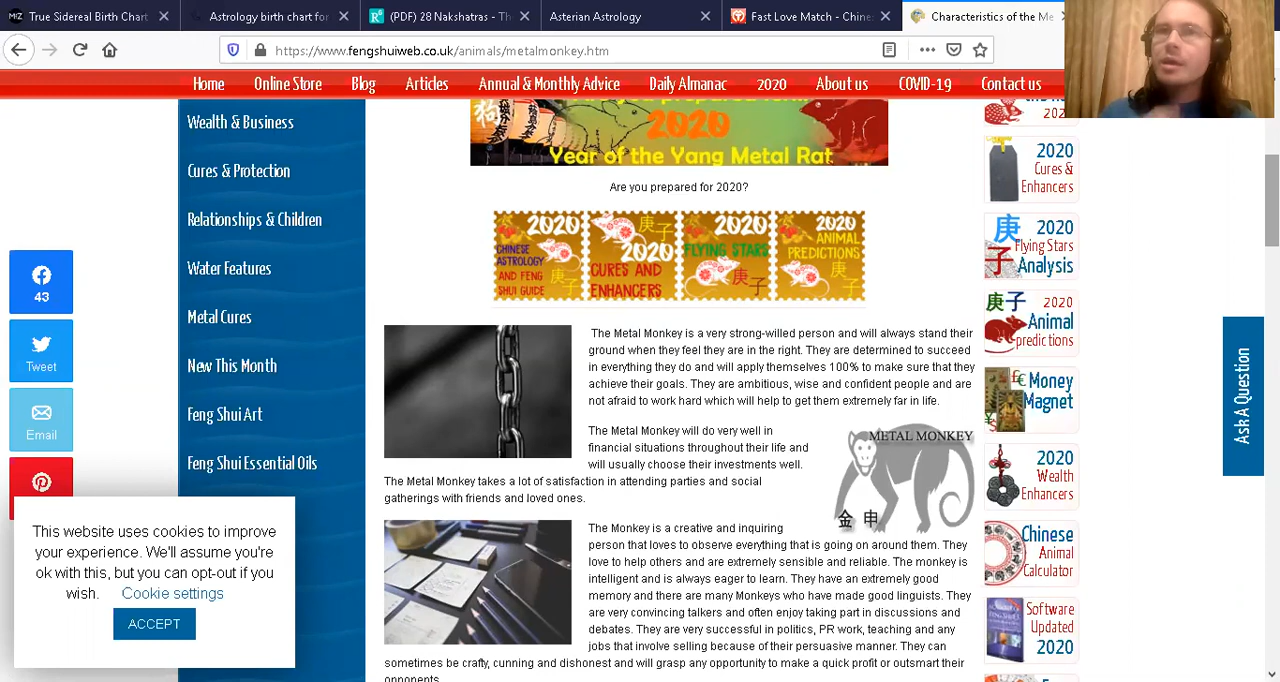 True Sidereal Birth Chart
Astrology birth chart for
(PDF) 28 Nakshatras - The
Asterian Astrology
Fast Love Match - Chine
Characteristics of the Me
https://www.fengshuiweb.co.uk/animals/metalmonkey.htm
Home
Online Store
Blog
Articles
Annual & Monthly Advice
Daily Almanac
2020
About us
COVID-19
Contact us
Wealth & Business
Cures & Protection
Relationships & Children
Water Features
Metal Cures
New This Month
Feng Shui Art
Feng Shui Essential Oils
43
Tweet
Email
This website uses cookies to improve
your experience. We'll assume you're
ok with this, but you can opt-out if you
wish. Cookie settings
ACCEPT
2020
Year of the Yang Metal Rat
Are you prepared for 2020?
2020
CHINESE
ASTROLOGY
AND FENG
SHUI GUIDE
庚子
2020
CURES AND
ENHANCERS
2020
FLYING STARS
庚子
2020
ANIMAL
PREDICTIONS
庚子
The Metal Monkey is a very strong-willed person and will always stand their
ground when they feel they are in the right. They are determined to succeed
in everything they do and will apply themselves 100% to make sure that they
achieve their goals. They are ambitious, wise and confident people and are
not afraid to work hard which will help to get them extremely far in life.
The Metal Monkey will do very well in
financial situations throughout their life and
will usually choose their investments well.
The Metal Monkey takes a lot of satisfaction in attending parties and social
gatherings with friends and loved ones.
METAL MONKEY
金 申
The Monkey is a creative and inquiring
person that loves to observe everything that is going on around them. They
love to help others and are extremely sensible and reliable. The monkey is
intelligent and is always eager to learn. They have an extremely good
memory and there are many Monkeys who have made good linguists. They
are very convincing talkers and often enjoy taking part in discussions and
debates. They are very successful in politics, PR work, teaching and any
jobs that involve selling because of their persuasive manner. They can
sometimes be crafty, cunning and dishonest and will grasp any opportunity to make a quick profit or outsmart their
opponents.
2020
Cures &
Enhancers
庚子
2020
Flying Stars
Analysis
庚子
2020
Animal
predictions
Money
Magnet
2020
Wealth
Enhancers
Chinese
Animal
Calculator
Software
Updated
2020
Ask A Question